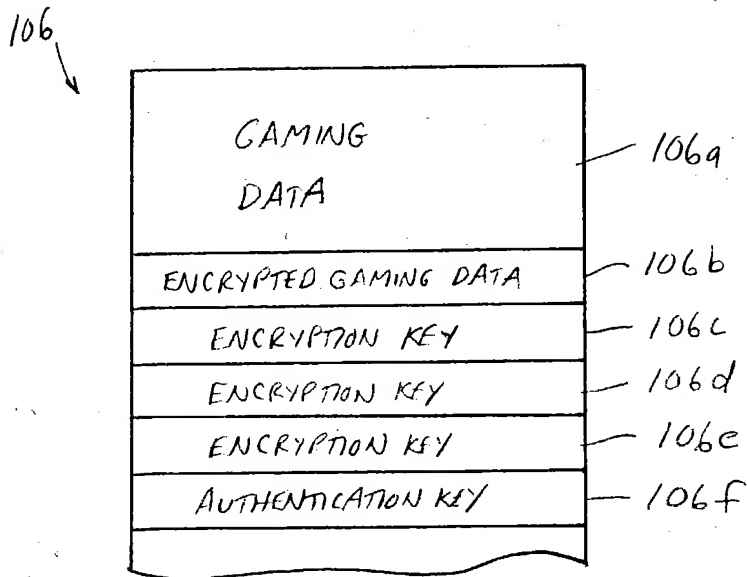 106
GAMING
DATA
106a
ENCRYPTED GAMING DATA
106b
ENCRYPTION KEY
106c
ENCRYPTION KEY
106d
ENCRYPTION KEY
106e
AUTHENTICATION KEY
106f